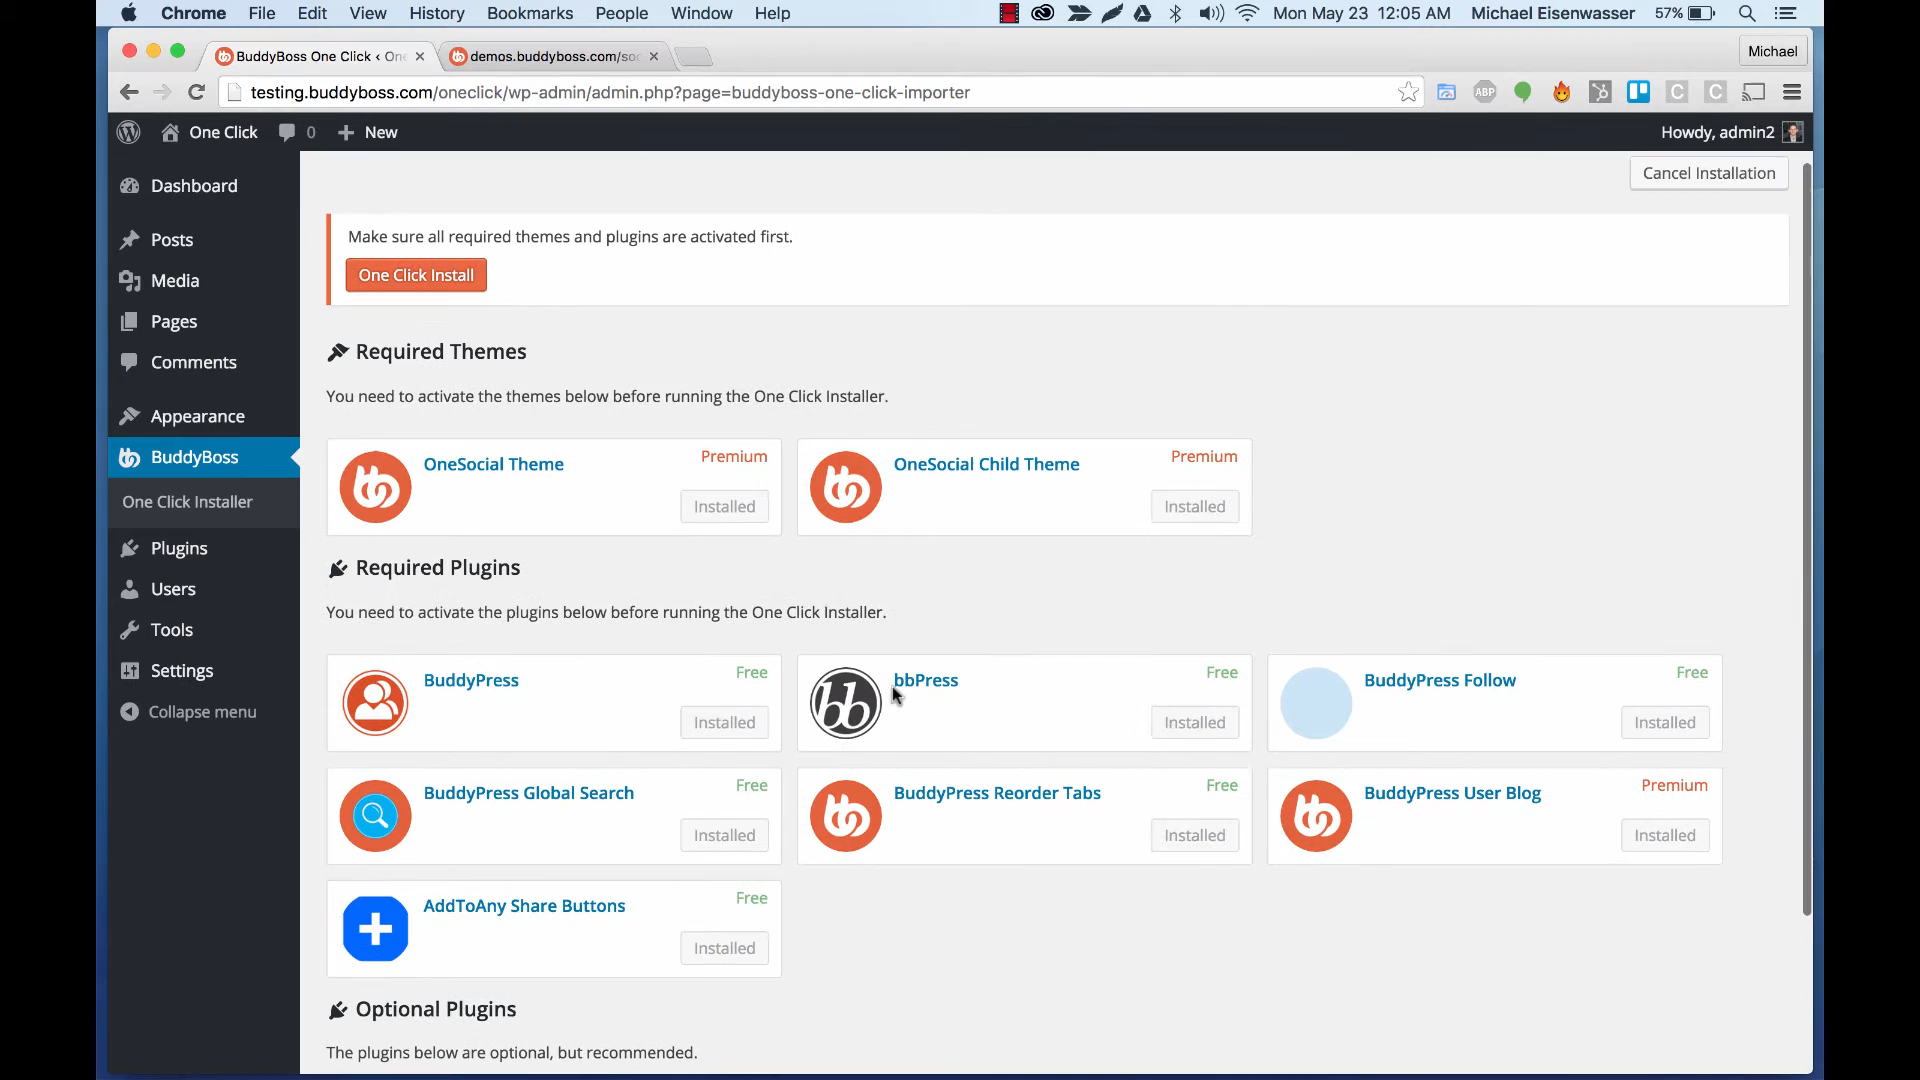 Chrome File Edit View History Bookmarks People Window Help Mon May 23 12:05 AM Michael Eisenwasser 57%
BuddyBoss One Click ‹ One
demos.buddyboss.com/soc
Michael
testing.buddyboss.com/oneclick/wp-admin/admin.php?page=buddyboss-one-click-importer
ABP
C
C
One Click 0 + New
Howdy, admin2
Dashboard
Posts
Media
Pages
Comments
Appearance
BuddyBoss
One Click Installer
Plugins
Users
Tools
Settings
Collapse menu
Cancel Installation
Make sure all required themes and plugins are activated first.
One Click Install
Required Themes
You need to activate the themes below before running the One Click Installer.
OneSocial Theme
Premium
Installed
OneSocial Child Theme
Premium
Installed
Required Plugins
You need to activate the plugins below before running the One Click Installer.
BuddyPress
Free
Installed
bb
bbPress
Free
Installed
BuddyPress Follow
Free
Installed
BuddyPress Global Search
Free
Installed
BuddyPress Reorder Tabs
Free
Installed
BuddyPress User Blog
Premium
Installed
AddToAny Share Buttons
Free
Installed
Optional Plugins
The plugins below are optional, but recommended.